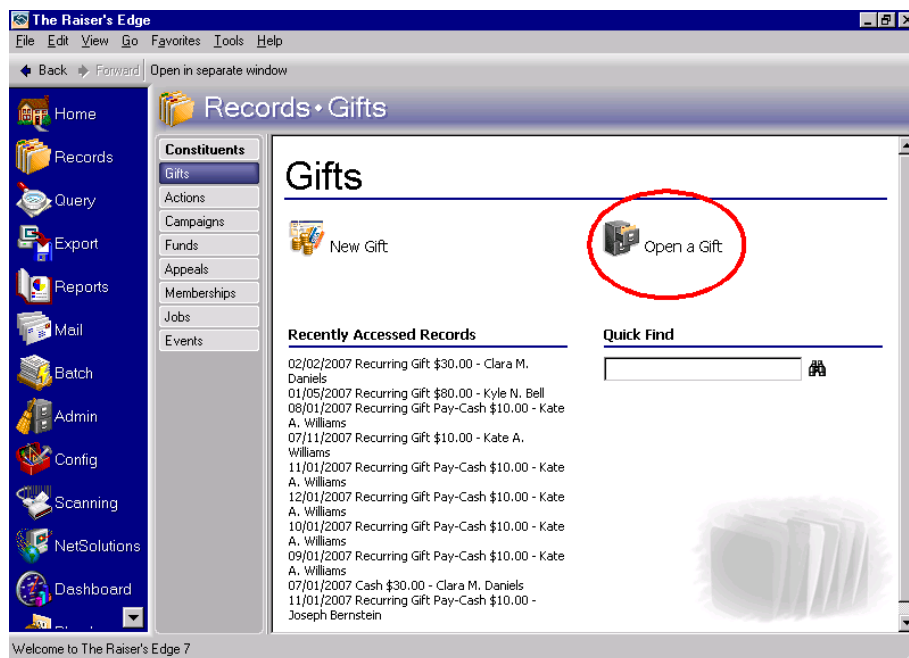 The Raiser's Edge
File Edit View Go Favorites Tools Help
Back Forward Open in separate window
Records • Gifts
Home
Records
Query
Export
Reports
Mail
Batch
Admin
Config
Scanning
NetSolutions
Dashboard
Constituents
Gifts
Actions
Campaigns
Funds
Appeals
Memberships
Jobs
Events
Gifts
New Gift
Open a Gift
Recently Accessed Records
02/02/2007 Recurring Gift $30.00 - Clara M.
Daniels
01/05/2007 Recurring Gift $80.00 - Kyle N. Bell
08/01/2007 Recurring Gift Pay-Cash $10.00 - Kate
A. Williams
07/11/2007 Recurring Gift $10.00 - Kate A.
Williams
11/01/2007 Recurring Gift Pay-Cash $10.00 - Kate
A. Williams
12/01/2007 Recurring Gift Pay-Cash $10.00 - Kate
A. Williams
10/01/2007 Recurring Gift Pay-Cash $10.00 - Kate
A. Williams
09/01/2007 Recurring Gift Pay-Cash $10.00 - Kate
A. Williams
07/01/2007 Cash $30.00 - Clara M. Daniels
11/01/2007 Recurring Gift Pay-Cash $10.00 -
Joseph Bernstein
Quick Find
Welcome to The Raiser's Edge 7